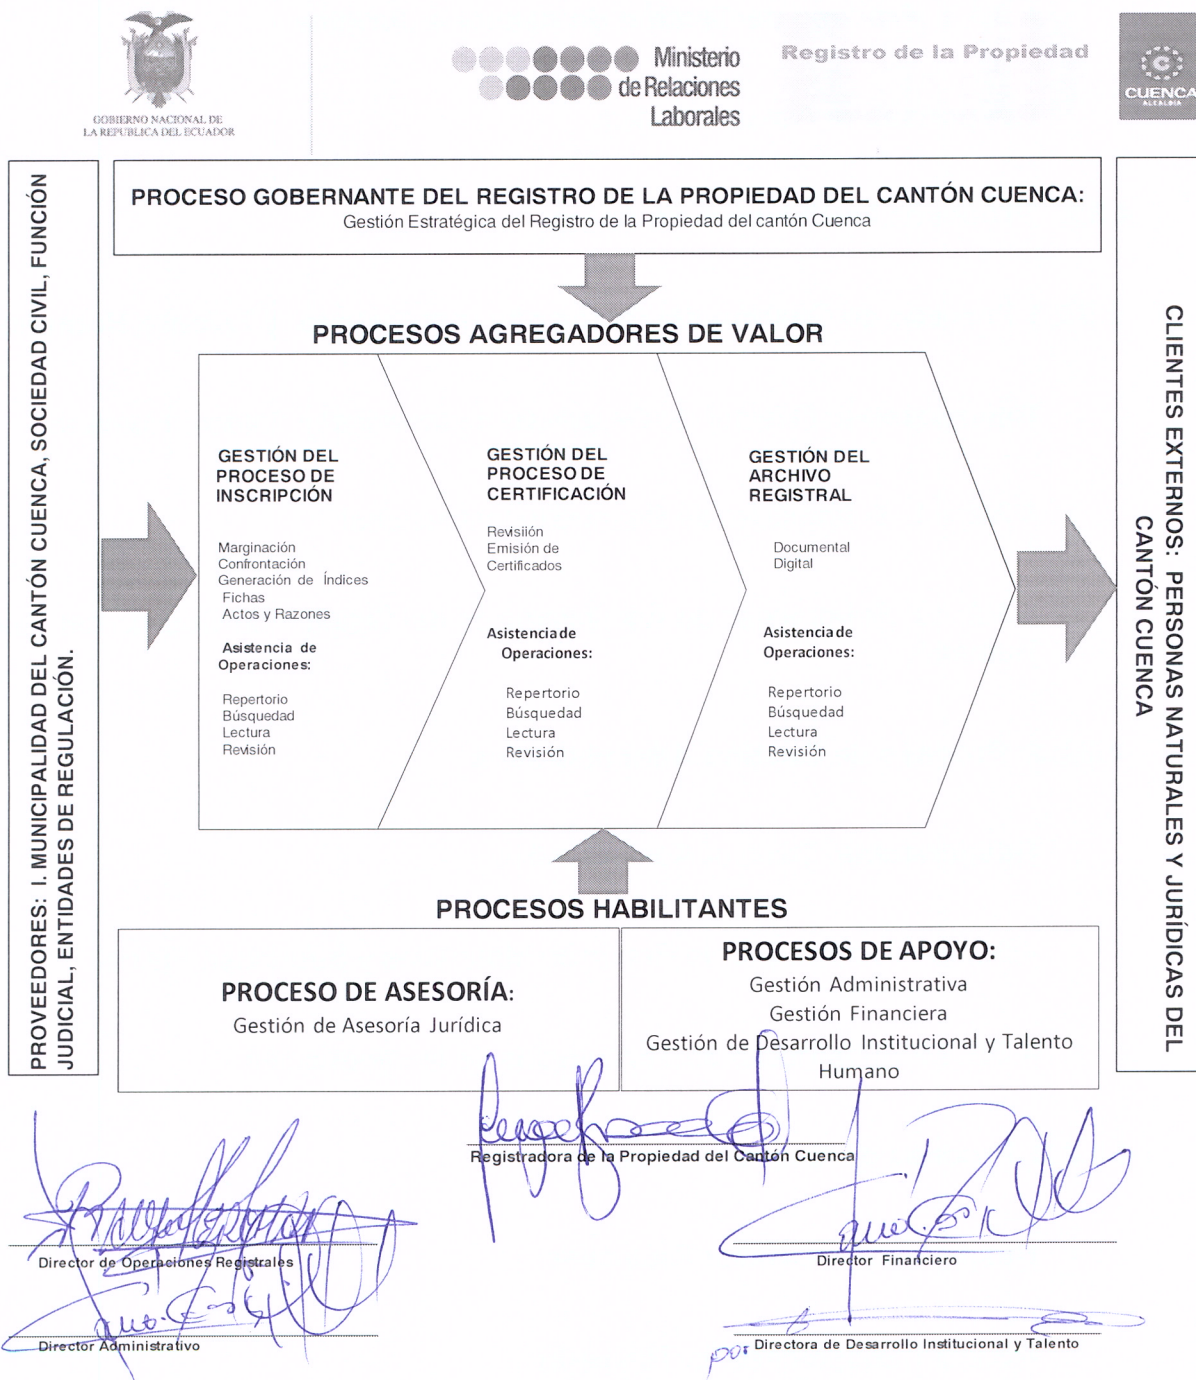 GOBIERNO NACIONAL DE
LA REPUBLICA DEL ECUADOR
Ministerio
de Relaciones
Laborales
Registro de la Propiedad
CUENCA
ALCALDÍA
PROVEEDORES: I. MUNICIPALIDAD DEL CANTÓN CUENCA, SOCIEDAD CIVIL, FUNCIÓN
JUDICIAL, ENTIDADES DE REGULACIÓN.
PROCESO GOBERNANTE DEL REGISTRO DE LA PROPIEDAD DEL CANTÓN CUENCA:
Gestión Estratégica del Registro de la Propiedad del cantón Cuenca
PROCESOS AGREGADORES DE VALOR
GESTIÓN DEL
PROCESO DE
INSCRIPCIÓN
Marginación
Confrontación
Generación de Índices
Fichas
Actos y Razones
Asistencia de
Operaciones:
Repertorio
Búsquedad
Lectura
Revisión
GESTIÓN DEL
PROCESO DE
CERTIFICACIÓN
Revisiión
Emisión de
Certificados
Asistencia de
Operaciones:
Repertorio
Búsquedad
Lectura
Revisión
GESTIÓN DEL
ARCHIVO
REGISTRAL
Documental
Digital
Asistencia de
Operaciones:
Repertorio
Búsquedad
Lectura
Revisión
CLIENTES EXTERNOS: PERSONAS NATURALES Y JURÍDICAS DEL
CANTÓN CUENCA
PROCESOS HABILITANTES
PROCESO DE ASESORÍA:
Gestión de Asesoría Jurídica
PROCESOS DE APOYO:
Gestión Administrativa
Gestión Financiera
Gestión de Desarrollo Institucional y Talento
Humano
Registradora de la Propiedad del Cantón Cuenca
Director de Operaciones Registrales
Director Financiero
Director Administrativo
por Directora de Desarrollo Institucional y Talento